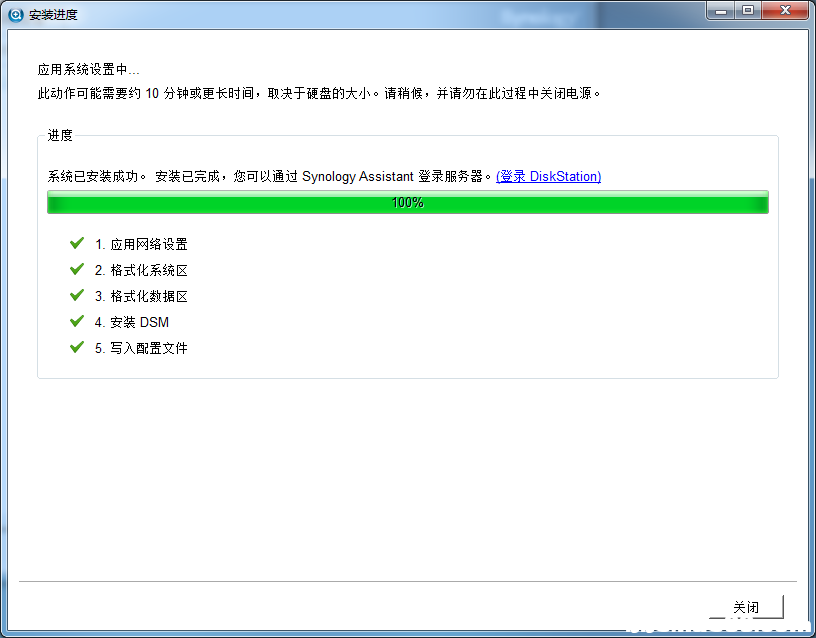 安装进度
应用系统设置中...
此动作可能需要约 10 分钟或更长时间，取决于硬盘的大小。请稍候，并请勿在此过程中关闭电源。
进度
系统已安装成功。 安装已完成，您可以通过 Synology Assistant 登录服务器。(登录 DiskStation)
100%
1. 应用网络设置
2. 格式化系统区
3. 格式化数据区
4. 安装 DSM
5. 写入配置文件
关闭